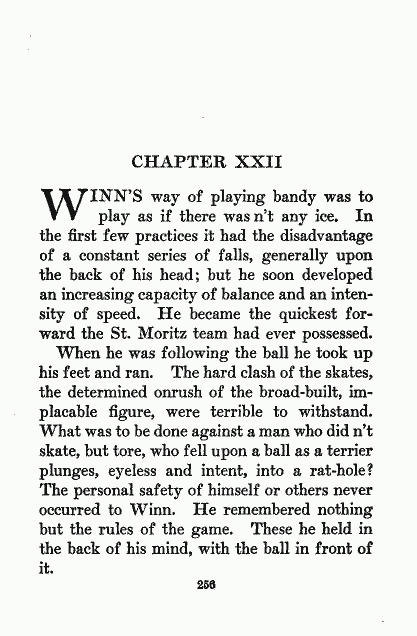 CHAPTER XXII
WINN'S way of playing bandy was to
play as if there was n't any ice. In
the first few practices it had the disadvantage
of a constant series of falls, generally upon
the back of his head; but he soon developed
an increasing capacity of balance and an inten-
sity of speed. He became the quickest for-
ward the St. Moritz team had ever possessed.
When he was following the ball he took up
his feet and ran. The hard clash of the skates,
the determined onrush of the broad-built, im-
placable figure, were terrible to withstand.
What was to be done against a man who did n't
skate, but tore, who fell upon a ball as a terrier
plunges, eyeless and intent, into a rat-hole?
The personal safety of himself or others never
occurred to Winn. He remembered nothing
but the rules of the game. These he held in
the back of his mind, with the ball in front of
it.
256